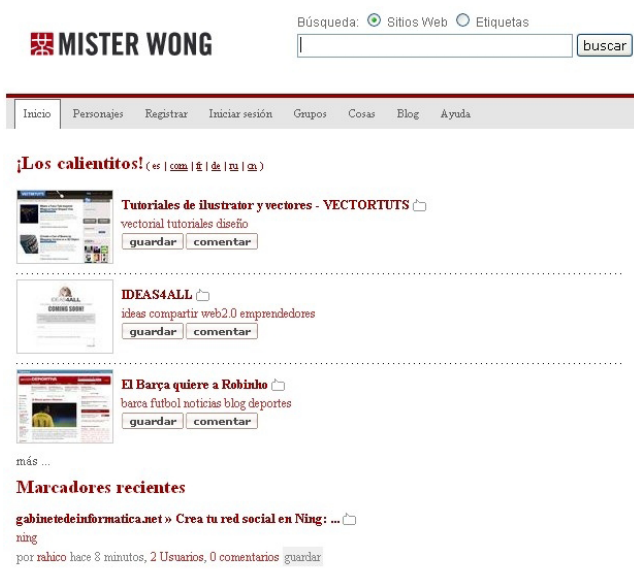 Búsqueda: Sitios Web Etiquetas
MISTER WONG
buscar
Inicio Personajes Registrar Iniciar sesión Grupos Cosas Blog Ayuda
¡Los calientitos! ( es | com | fr | de | ru | cn )
Tutoriales de ilustrator y vectores - VECTORTUTS
vectorial tutoriales diseño
guardar comentar
IDEAS4ALL
COMING SOON!
ideas compartir web2.0 emprendedores
guardar comentar
El Barça quiere a Robinho
barca futbol noticias blog deportes
guardar comentar
más ...
Marcadores recientes
gabinetedeinformatica.net » Crea tu red social en Ning: ...
ning
por rahico hace 8 minutos, 2 Usuarios, 0 comentarios guardar